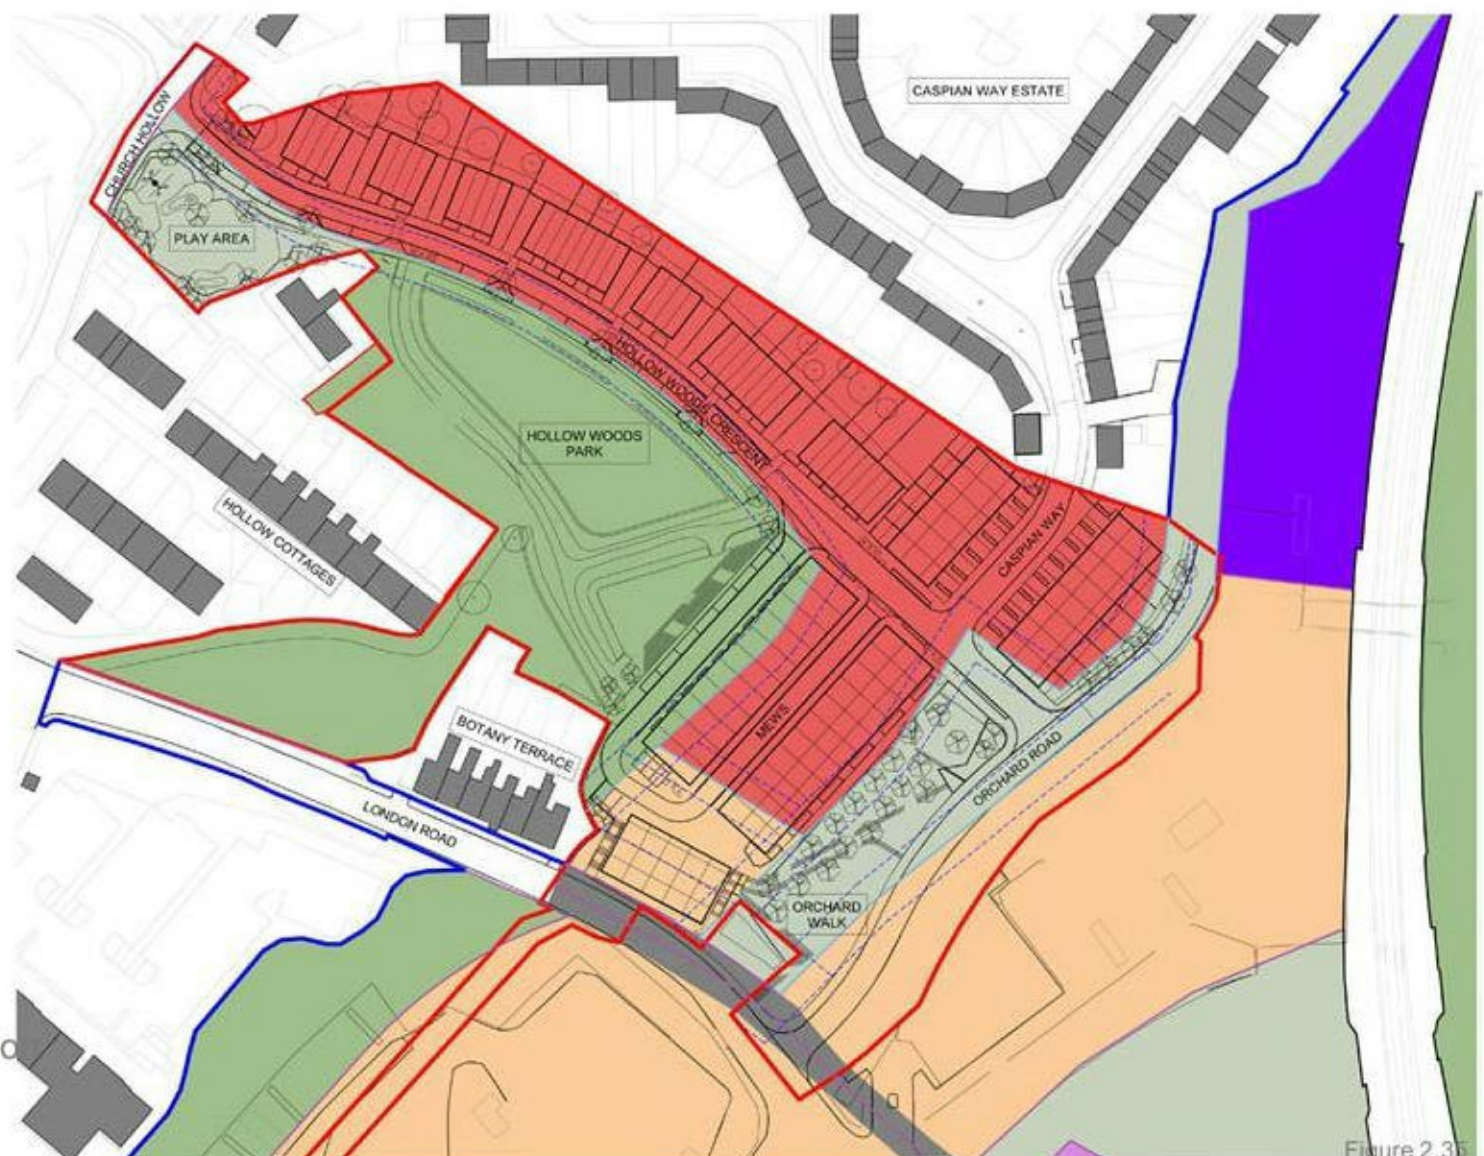 CASPIAN WAY ESTATE
CHURCH HOLLOW
PLAY AREA
HOLLOW WOODS CRESCENT
HOLLOW WOODS
PARK
HOLLOW COTTAGES
CASPIAN WAY
MEWS
BOTANY TERRACE
ORCHARD ROAD
LONDON ROAD
ORCHARD
WALK
Figure 2.35